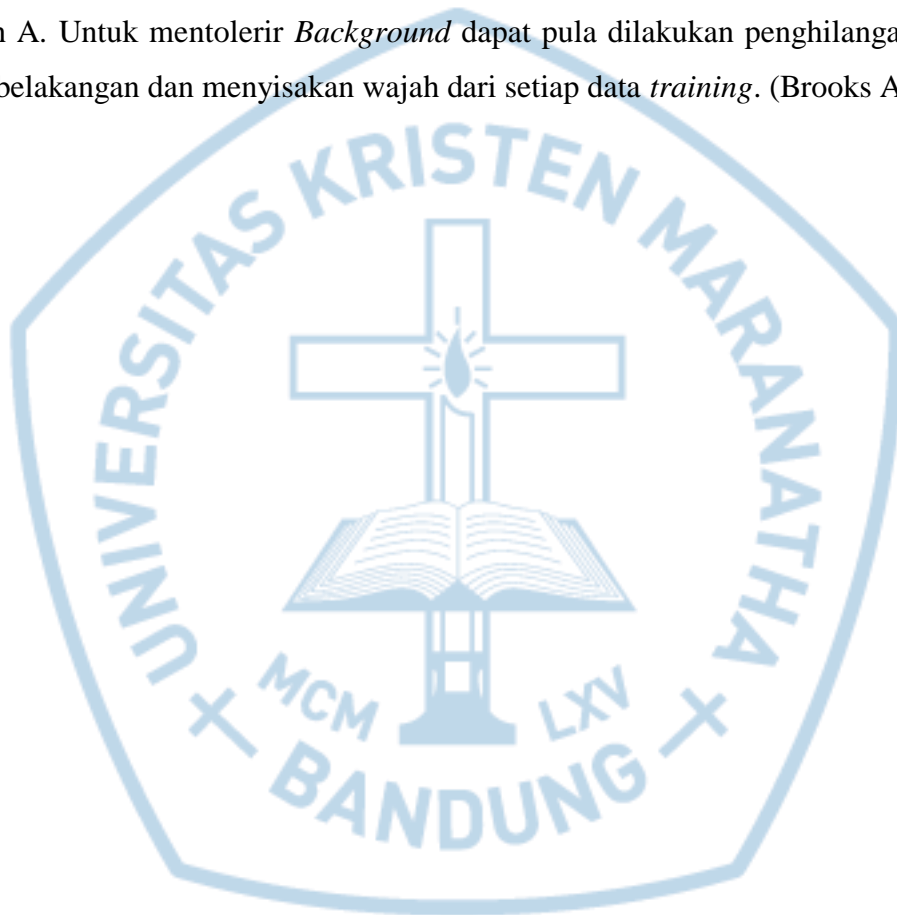 A. Untuk mentolerir Background dapat pula dilakukan
belakangan dan menyisakan wajah dari setiap data training. (Brooks A
UNIVERSITAS KRISTEN MARANATHA
MCM LXV
BANDUNG